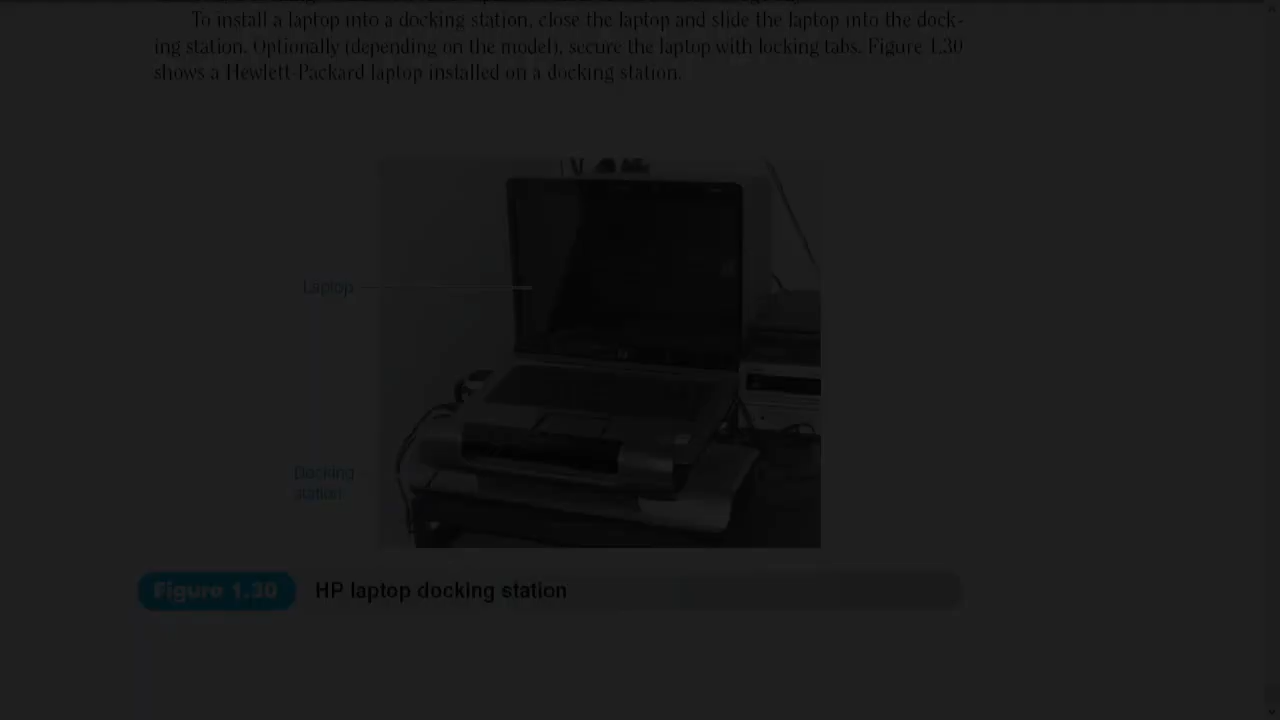 To install a laptop into a docking station, close the laptop and slide the laptop into the dock-
ing station. Optionally (depending on the model), secure the laptop with locking tabs. Figure 1.30
shows a Hewlett-Packard laptop installed on a docking station.
Laptop
Docking
station
Figure 1.30 HP laptop docking station